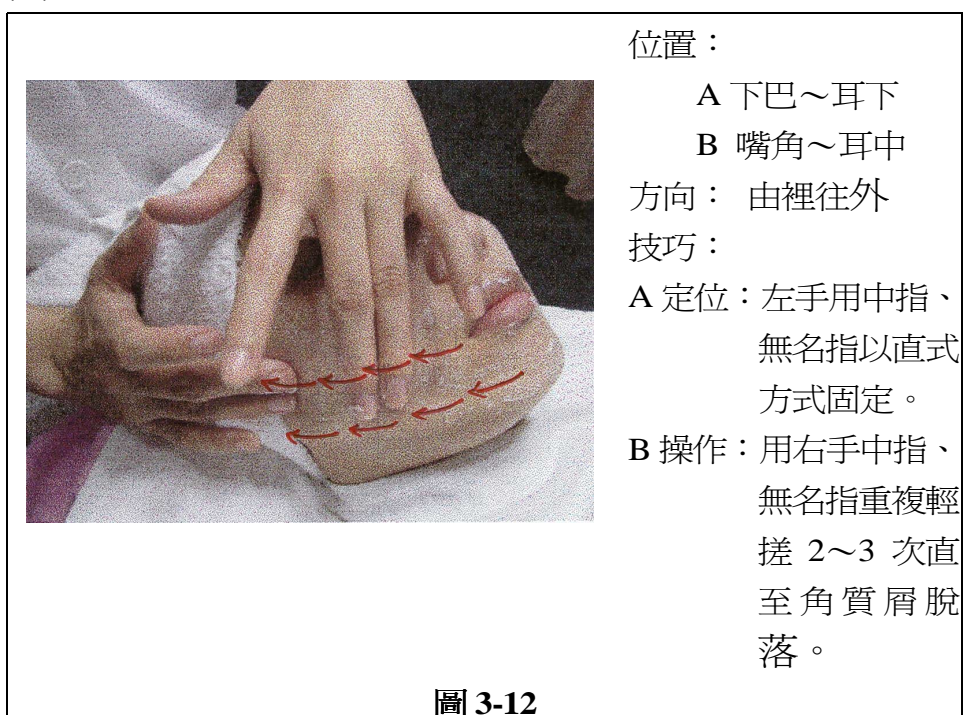 位置：
A 下巴～耳下
B 嘴角～耳中
方向： 由裡往外
技巧：
A 定位：左手用中指、
無名指以直式
方式固定。
B 操作：用右手中指、
無名指重複輕
搓 2～3 次直
至角質屑脫
落。
圖 3-12